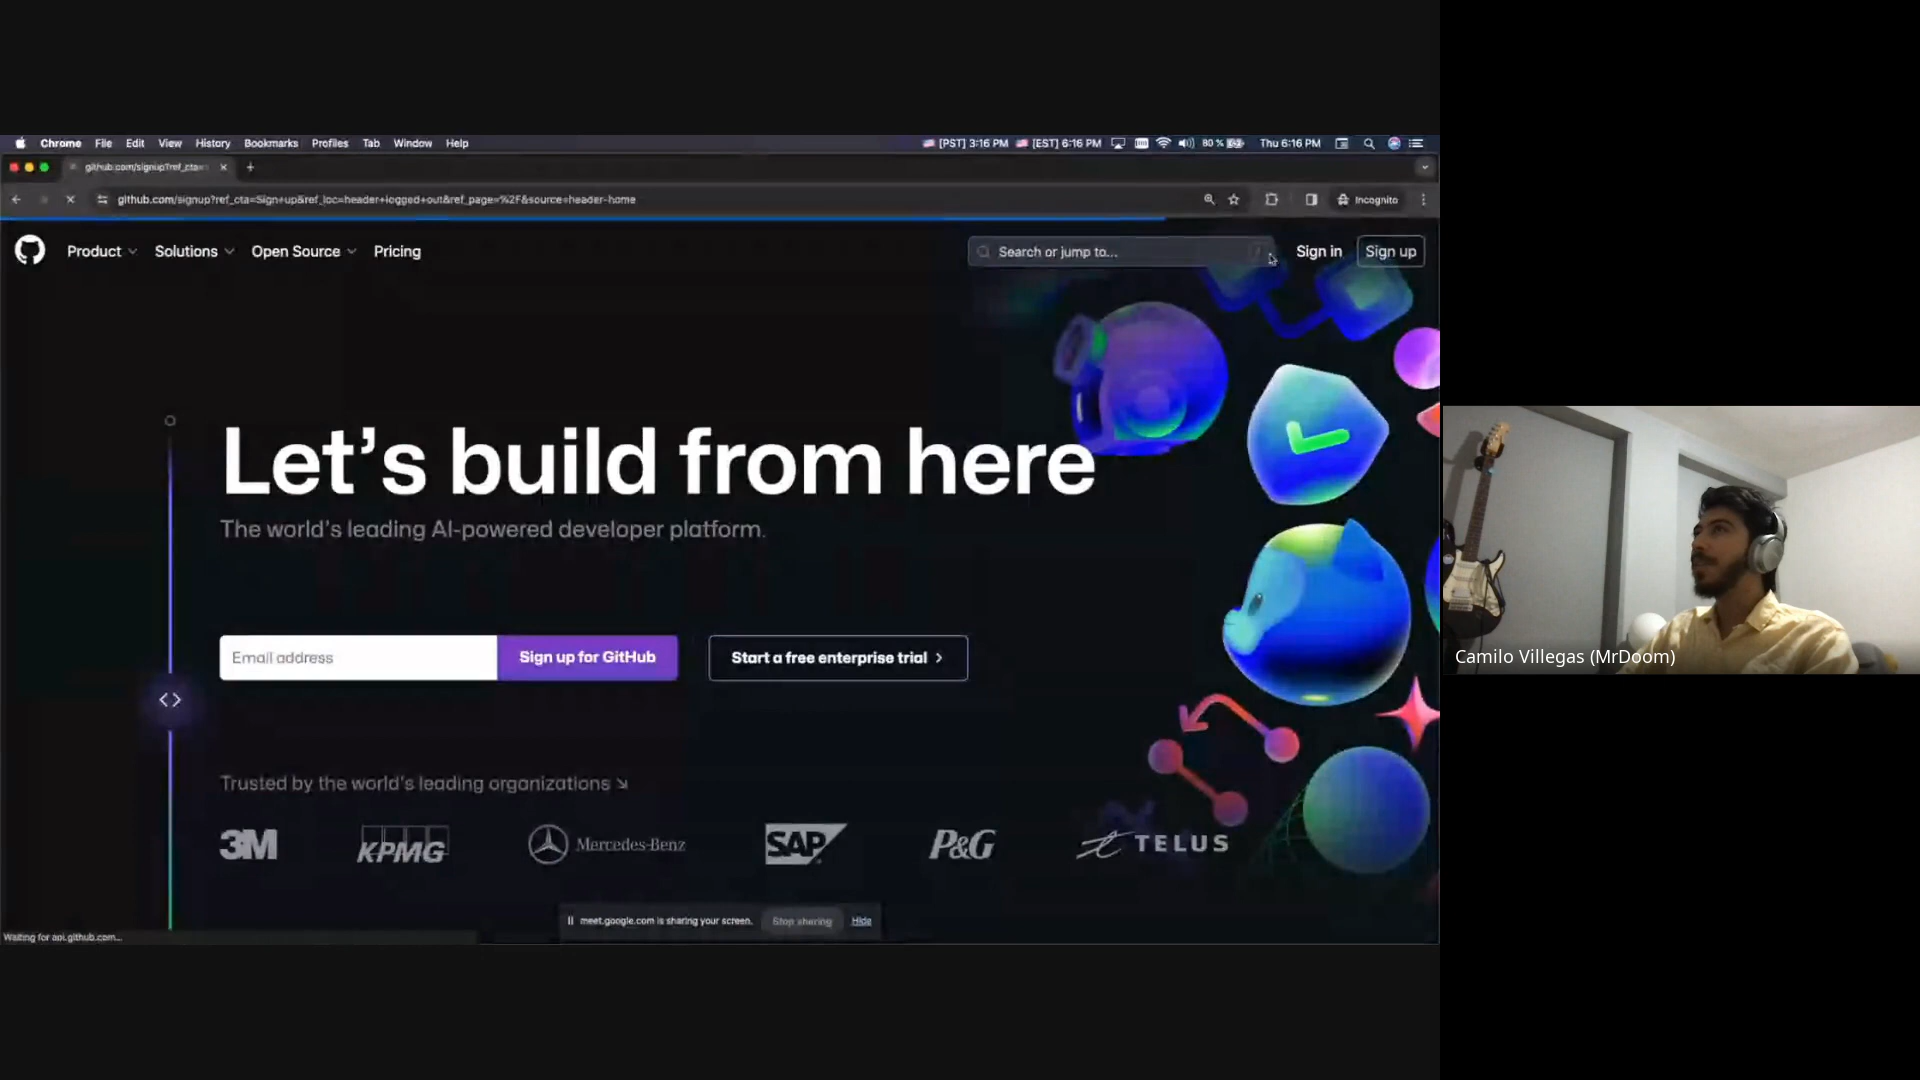 Chrome File Edit View History Bookmarks Profiles Tab Window Help [PST] 3:16 PM [EST] 6:16 PM 80 % Thu 6:16 PM
github.com/signup?ref_cta=
github.com/signup?ref_cta=Sign+up&ref_loc=header+logged+out&ref_page=%2F&source=header-home Incognito
Product Solutions Open Source Pricing Search or jump to... / Sign in Sign up
Let’s build from here
The world’s leading AI-powered developer platform.
Email address Sign up for GitHub Start a free enterprise trial
Camilo Villegas (MrDoom)
Trusted by the world’s leading organizations
3M KPMG Mercedes-Benz SAP P&G TELUS
meet.google.com is sharing your screen. Stop sharing Hide
Waiting for api.github.com...